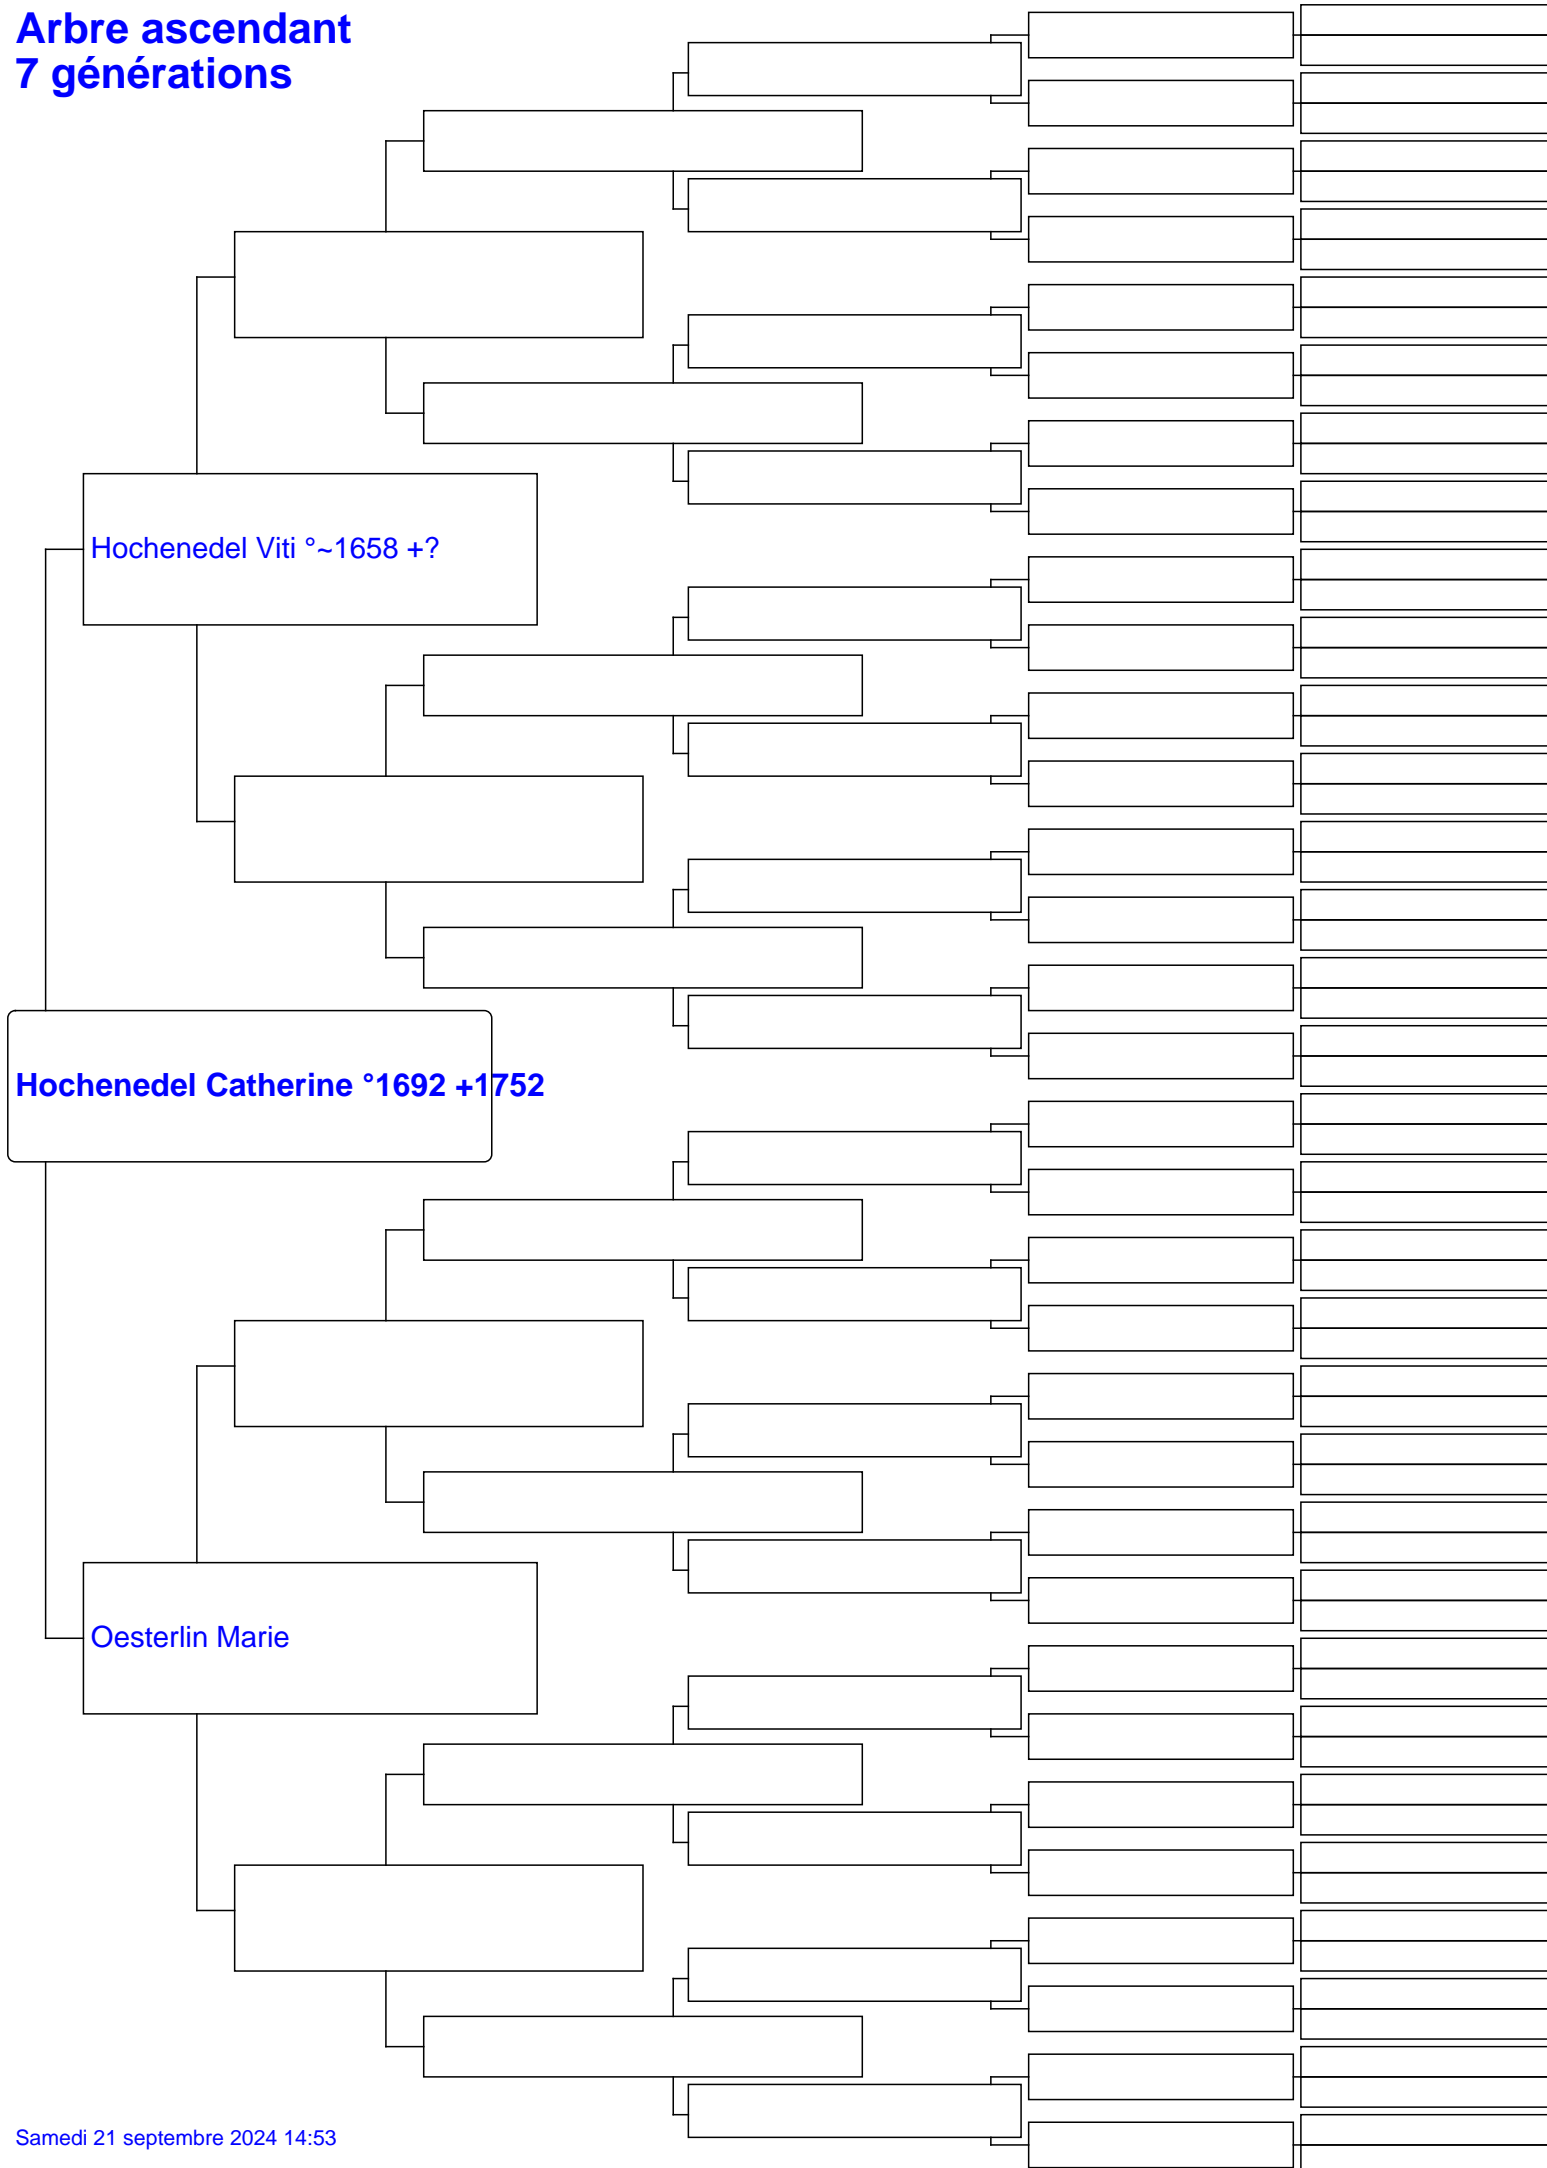 Arbre ascendant
7 générations
Hochenedel Viti °~1658 +?
Hochenedel Catherine °1692 +1752
Oesterlin Marie
Samedi 21 septembre 2024 14:53